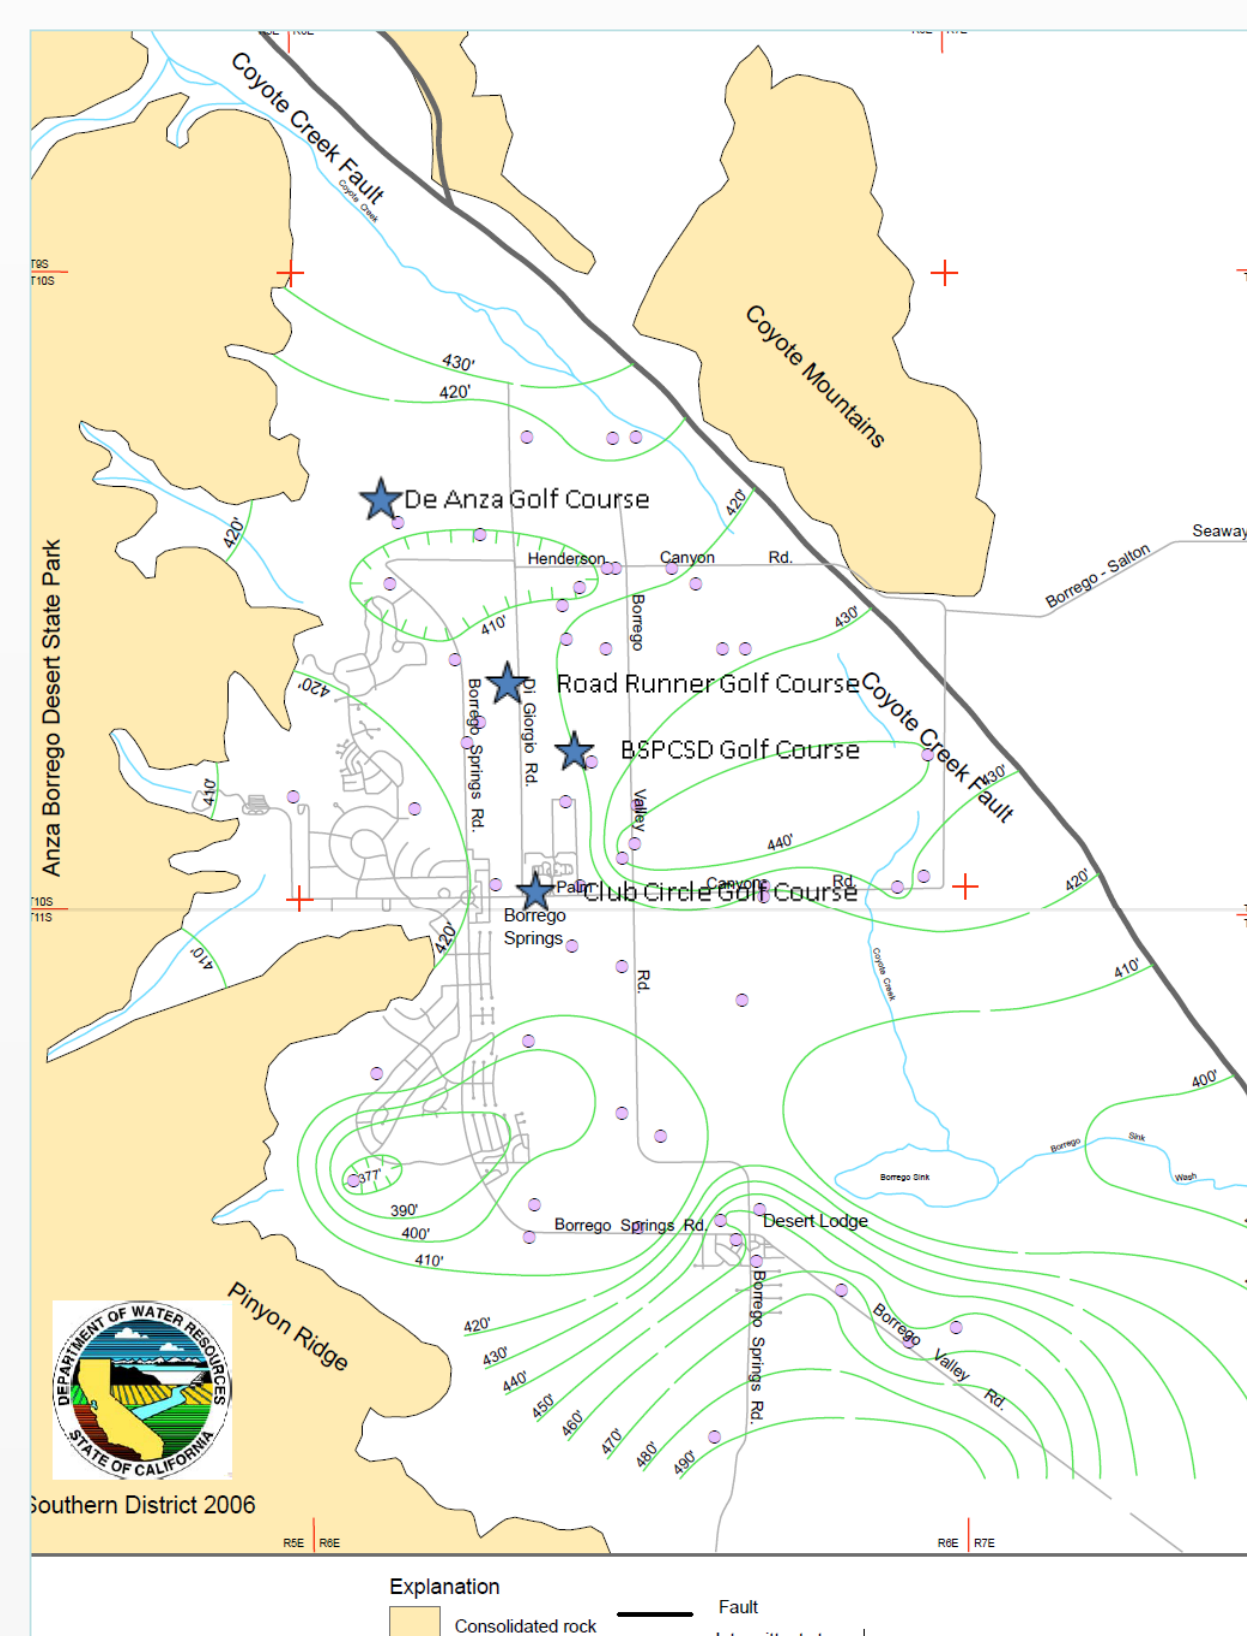 Coyote Creek Fault
Coyote Creek
T9S
T10S
430'
420'
Coyote Mountains
De Anza Golf Course
420'
420'
Seaway
Henderson Canyon Rd.
Borrego - Salton
Anza Borrego Desert State Park
410'
Borrego
430'
420'
Road Runner Golf Course
Coyote Creek Fault
Borrego Springs Rd.
Di Giorgio Rd.
BSPCSD Golf Course
430'
410'
Valley
440'
420'
Palm Canyon Rd.
Club Circle Golf Course
T10S
T11S
Borrego
Springs
420'
410'
Rd.
Coyote Creek
410'
400'
Borrego Sink Wash
Borrego Sink
377'
390'
400'
410'
Borrego Springs Rd.
Desert Lodge
Pinyon Ridge
Borrego Springs Rd.
Borrego Valley Rd.
420'
430'
440'
450'
460'
470'
480'
490'
DEPARTMENT OF WATER RESOURCES
STATE OF CALIFORNIA
Southern District 2006
R5E R6E
R6E R7E
Explanation
Consolidated rock
Fault